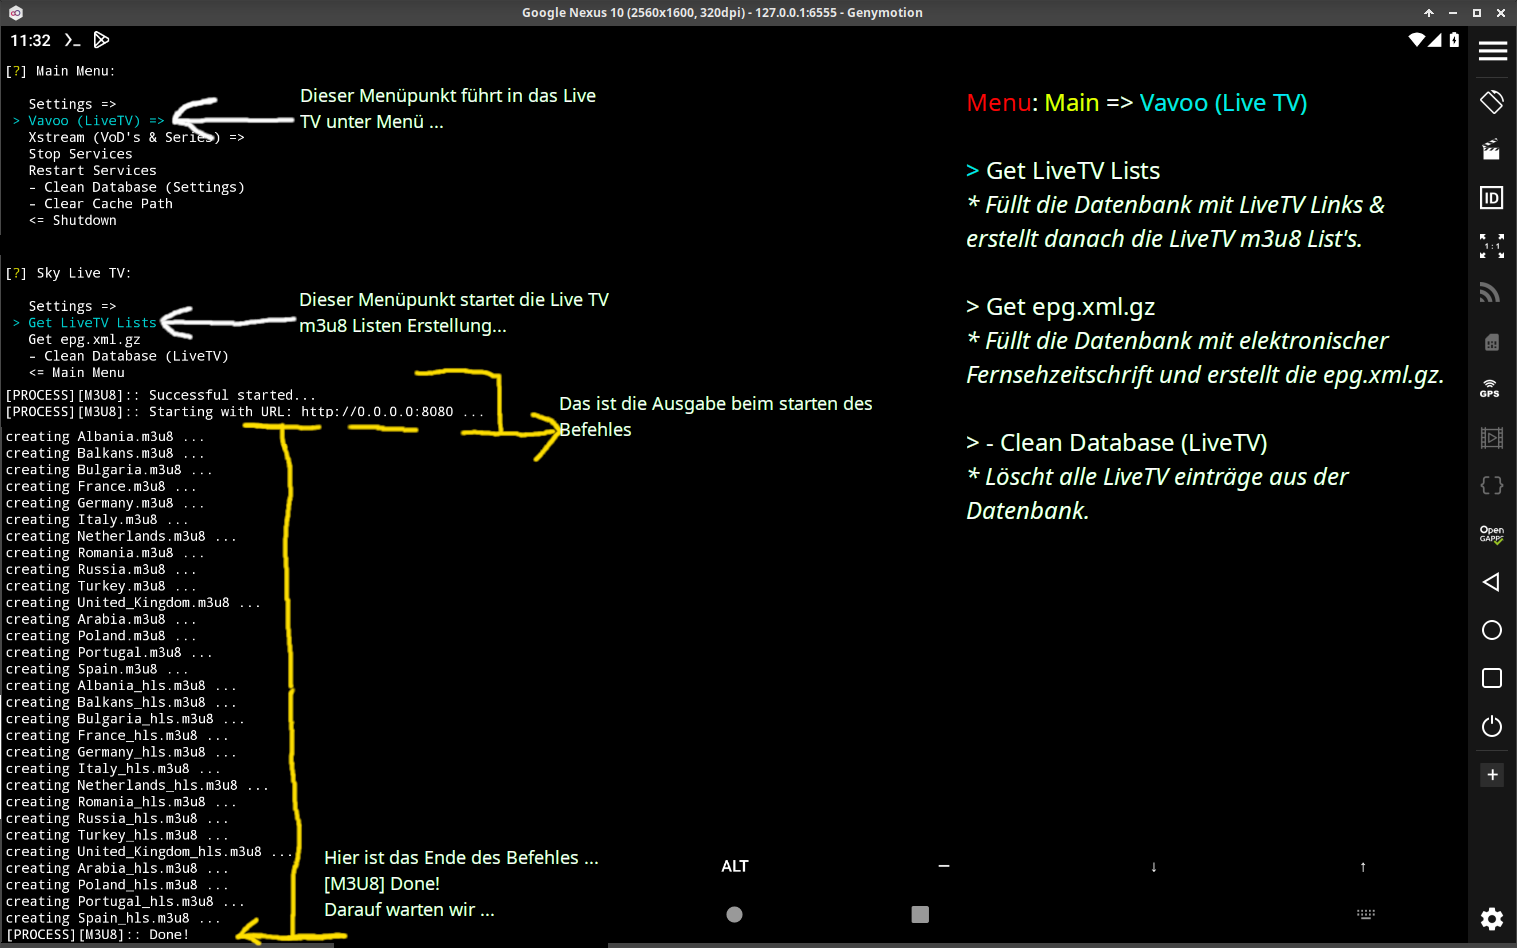 Google Nexus 10 (2560x1600, 320dpi) - 127.0.0.1:6555 - Genymotion
11:32
[?] Main Menu:
Settings =>
> Vavoo (LiveTV) =>
Xstream (VoD's & Series) =>
Stop Services
Restart Services
- Clean Database (Settings)
- Clear Cache Path
<= Shutdown
Dieser Menüpunkt führt in das Live
TV unter Menü ...
[?] Sky Live TV:
Settings =>
> Get LiveTV Lists
Get epg.xml.gz
- Clean Database (LiveTV)
<= Main Menu
Dieser Menüpunkt startet die Live TV
m3u8 Listen Erstellung...
[PROCESS][M3U8]:: Successful started...
[PROCESS][M3U8]:: Starting with URL: http://0.0.0.0:8080 ...
Das ist die Ausgabe beim starten des
Befehles
creating Albania.m3u8 ...
creating Balkans.m3u8 ...
creating Bulgaria.m3u8 ...
creating France.m3u8 ...
creating Germany.m3u8 ...
creating Italy.m3u8 ...
creating Netherlands.m3u8 ...
creating Romania.m3u8 ...
creating Russia.m3u8 ...
creating Turkey.m3u8 ...
creating United_Kingdom.m3u8 ...
creating Arabia.m3u8 ...
creating Poland.m3u8 ...
creating Portugal.m3u8 ...
creating Spain.m3u8 ...
creating Albania_hls.m3u8 ...
creating Balkans_hls.m3u8 ...
creating Bulgaria_hls.m3u8 ...
creating France_hls.m3u8 ...
creating Germany_hls.m3u8 ...
creating Italy_hls.m3u8 ...
creating Netherlands_hls.m3u8 ...
creating Romania_hls.m3u8 ...
creating Russia_hls.m3u8 ...
creating Turkey_hls.m3u8 ...
creating United_Kingdom_hls.m3u8 ...
creating Arabia_hls.m3u8 ...
creating Poland_hls.m3u8 ...
creating Portugal_hls.m3u8 ...
creating Spain_hls.m3u8 ...
[PROCESS][M3U8]:: Done!
Hier ist das Ende des Befehles ...
[M3U8] Done!
Darauf warten wir ...
Menu: Main => Vavoo (Live TV)
> Get LiveTV Lists
* Füllt die Datenbank mit LiveTV Links &
erstellt danach die LiveTV m3u8 List's.
> Get epg.xml.gz
* Füllt die Datenbank mit elektronischer
Fernsehzeitschrift und erstellt die epg.xml.gz.
> - Clean Database (LiveTV)
* Löscht alle LiveTV einträge aus der
Datenbank.
ALT − ↓ ↑
ID
1:1
GPS
Open
GAPPS